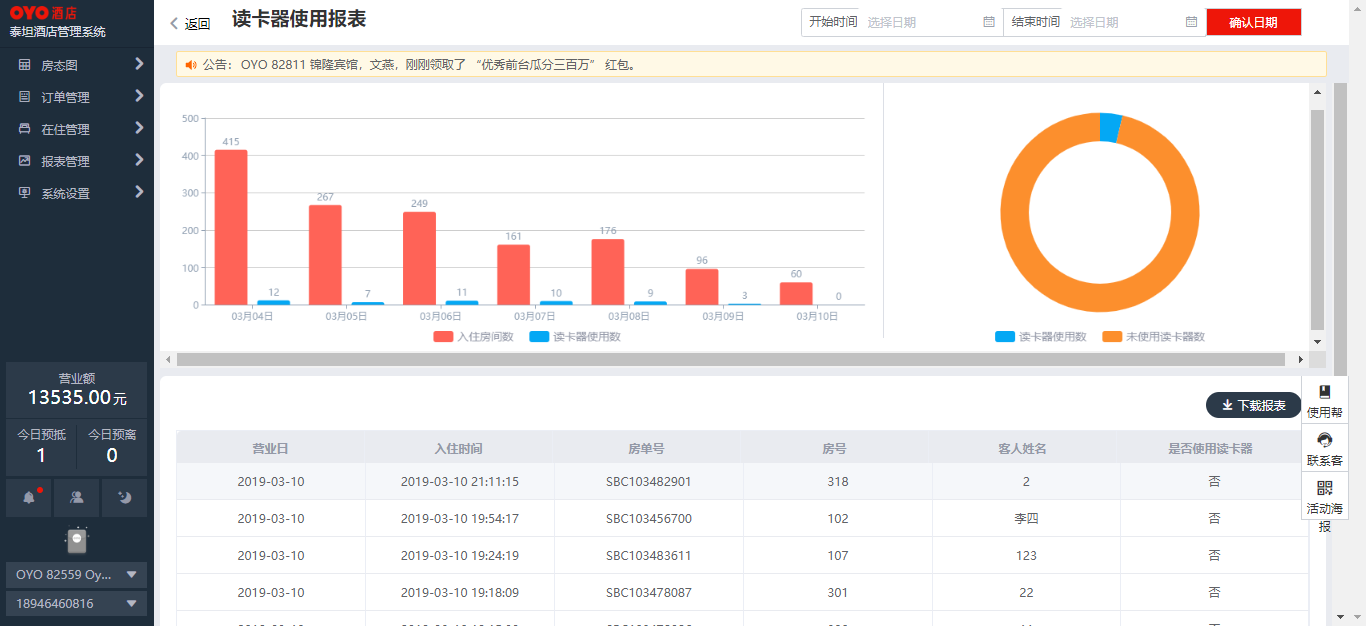 OYO 酒店
泰坦酒店管理系统
房态图
订单管理
在住管理
报表管理
系统设置
营业额
13535.00元
今日预抵
今日预离
1
0
OYO 82559 Oy...
18946460816
返回
读卡器使用报表
开始时间 选择日期
结束时间 选择日期
确认日期
公告： OYO 82811 锦隆宾馆，文燕，刚刚领取了 “优秀前台瓜分三百万” 红包。
500
400
300
200
100
0
415
12
267
7
249
11
161
10
176
9
96
3
60
0
03月04日
03月05日
03月06日
03月07日
03月08日
03月09日
03月10日
入住房间数
读卡器使用数
读卡器使用数
未使用读卡器数
下载报表
使用帮
联系客
活动海
报
营业日 入住时间 房单号 房号 客人姓名 是否使用读卡器
2019-03-10 2019-03-10 21:11:15 SBC103482901 318 2 否
2019-03-10 2019-03-10 19:54:17 SBC103456700 102 李四 否
2019-03-10 2019-03-10 19:24:19 SBC103483611 107 123 否
2019-03-10 2019-03-10 19:18:09 SBC103478087 301 22 否